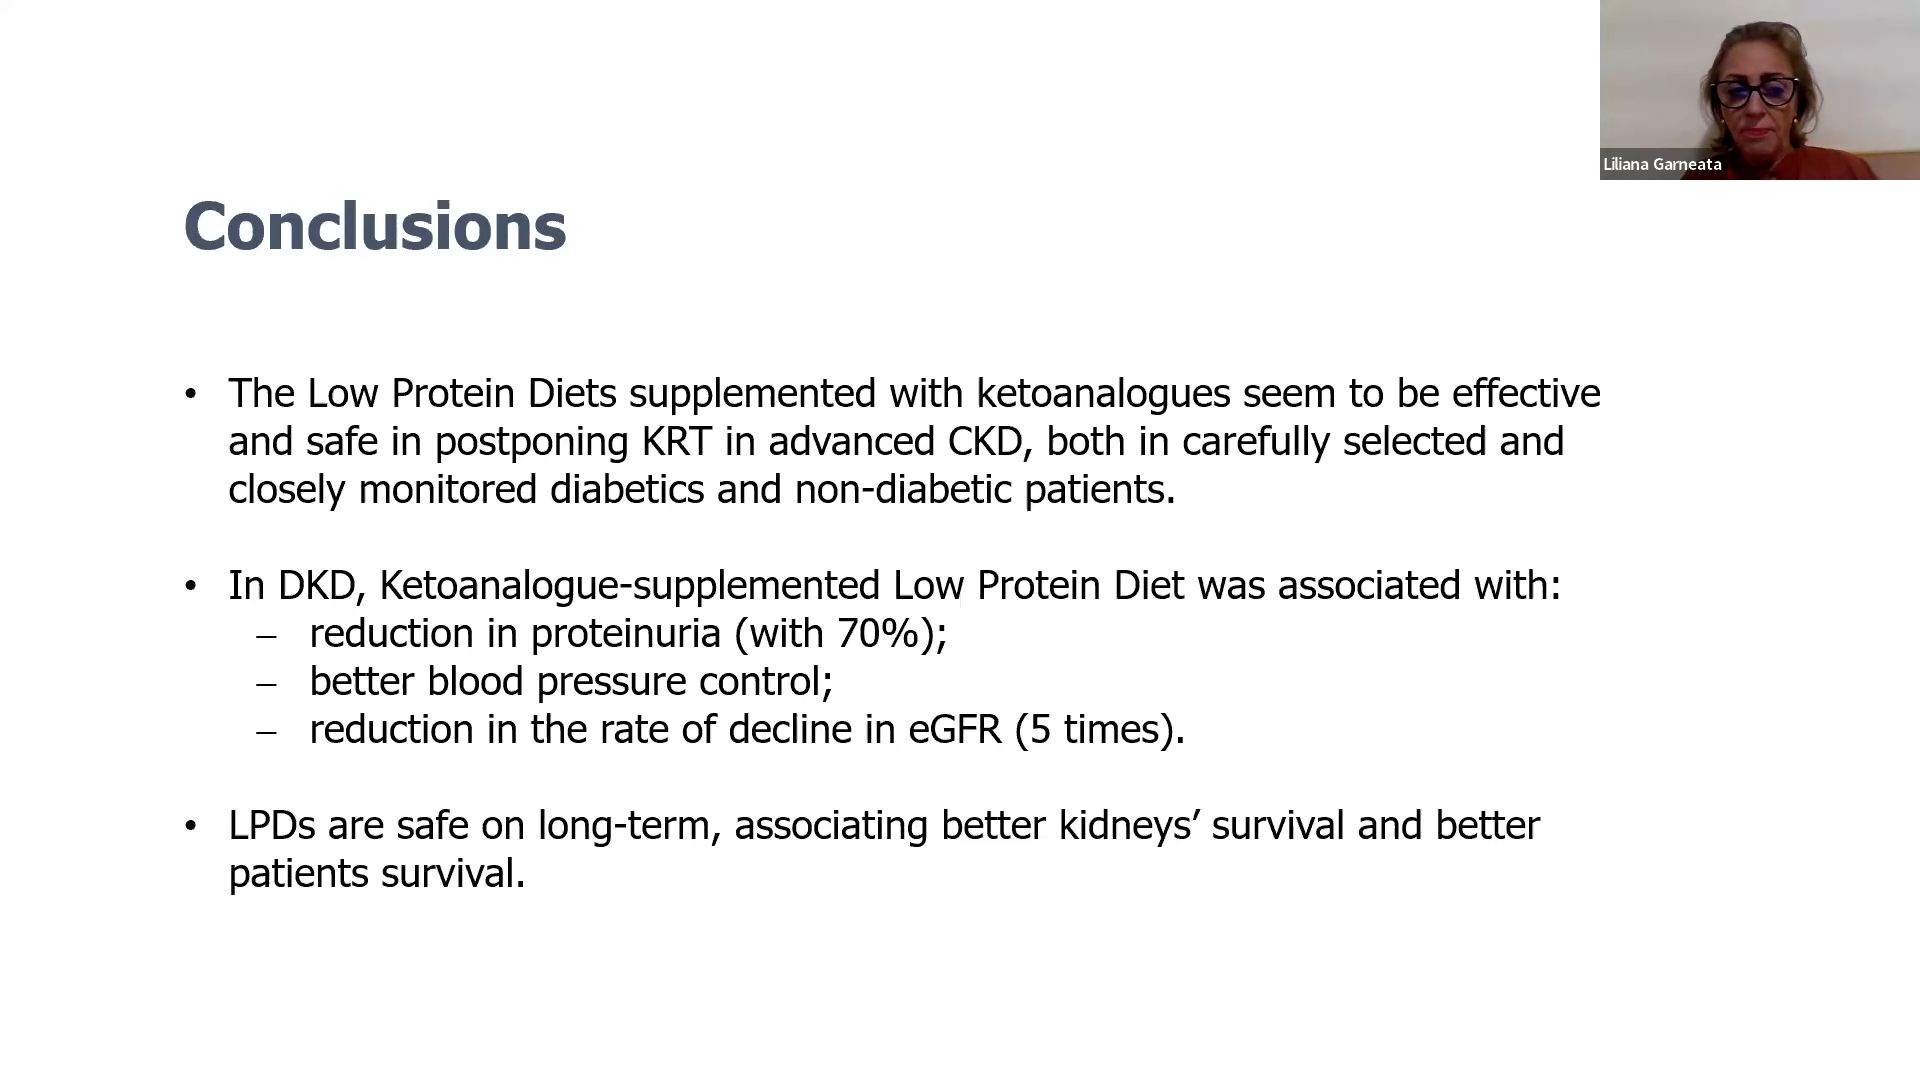 Liliana Garneata
Conclusions
• The Low Protein Diets supplemented with ketoanalogues seem to be effective
and safe in postponing KRT in advanced CKD, both in carefully selected and
closely monitored diabetics and non-diabetic patients.
• In DKD, Ketoanalogue-supplemented Low Protein Diet was associated with:
– reduction in proteinuria (with 70%);
– better blood pressure control;
– reduction in the rate of decline in eGFR (5 times).
• LPDs are safe on long-term, associating better kidneys’ survival and better
patients survival.